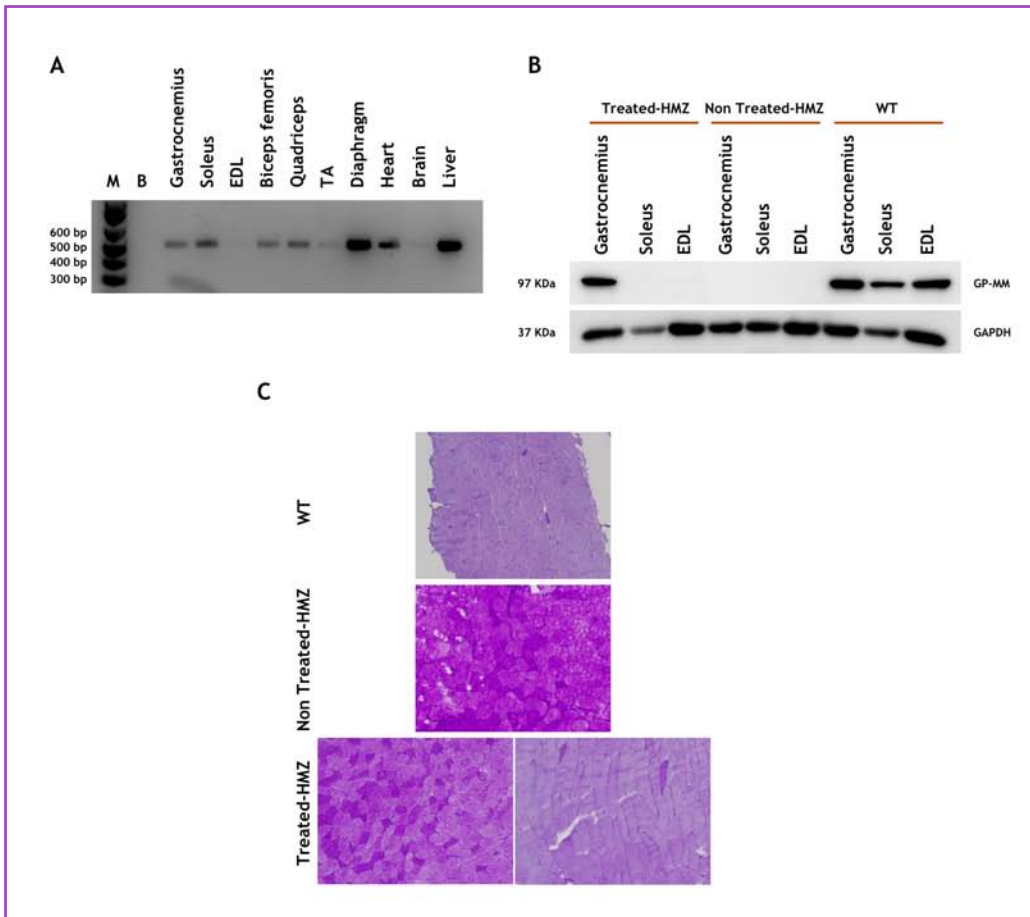 A
M
B
Gastrocnemius
Soleus
EDL
Biceps femoris
Quadriceps
TA
Diaphragm
Heart
Brain
Liver
600 bp
500 bp
400 bp
300 bp
B
Treated-HMZ
Non Treated-HMZ
WT
Gastrocnemius
Soleus
EDL
Gastrocnemius
Soleus
EDL
Gastrocnemius
Soleus
EDL
97 KDa
GP-MM
37 KDa
GAPDH
C
WT
Non Treated-HMZ
Treated-HMZ